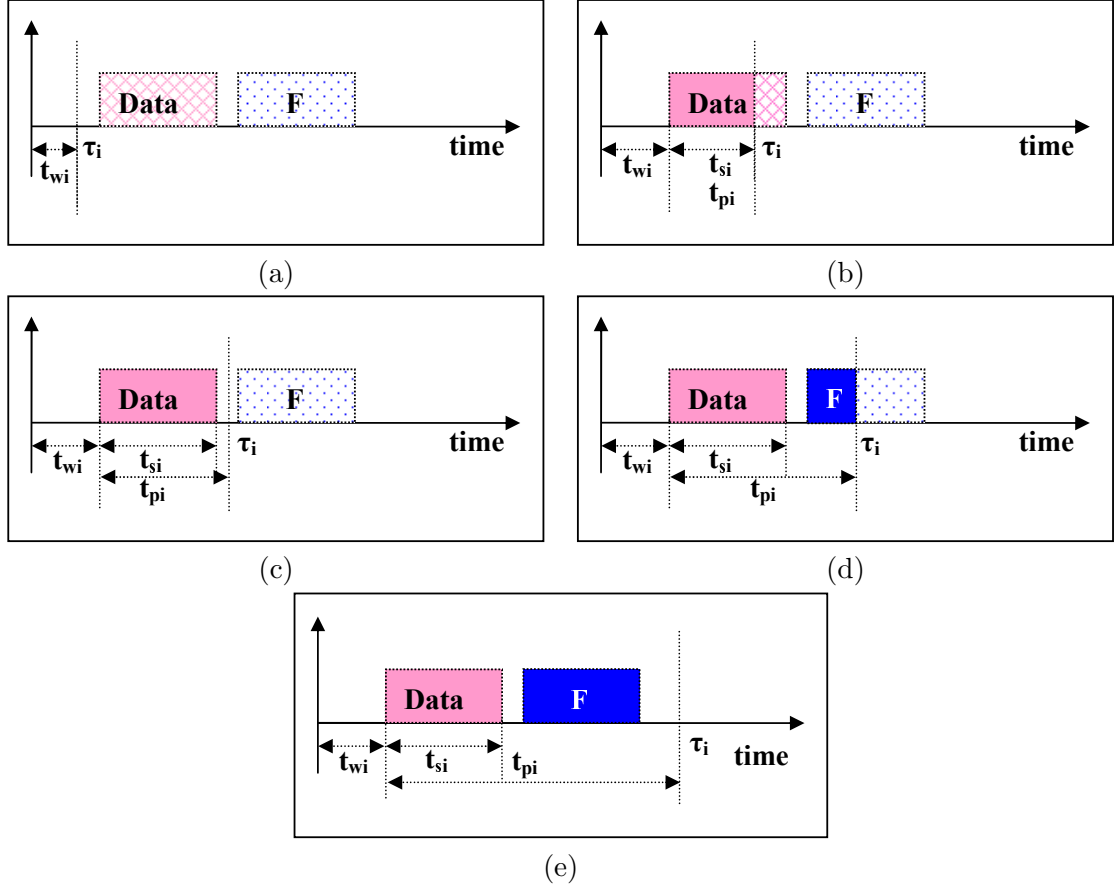 Data F
time
τi
twi
(a)
Data F
time
twi tsi τi
tpi
(b)
Data F
time
twi tsi τi
tpi
(c)
Data F
time
twi tsi τi
tpi
(d)
Data F
twi tsi tpi τi time
(e)